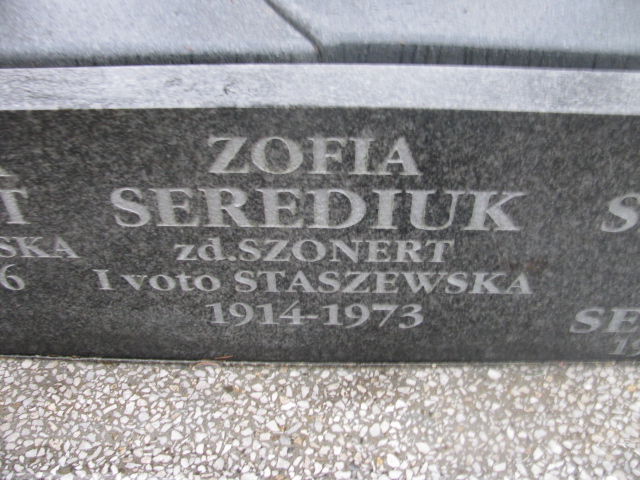 ZOFIA
SEREDIUK
zd.SZONERT
I voto STASZEWSKA
1914-1973